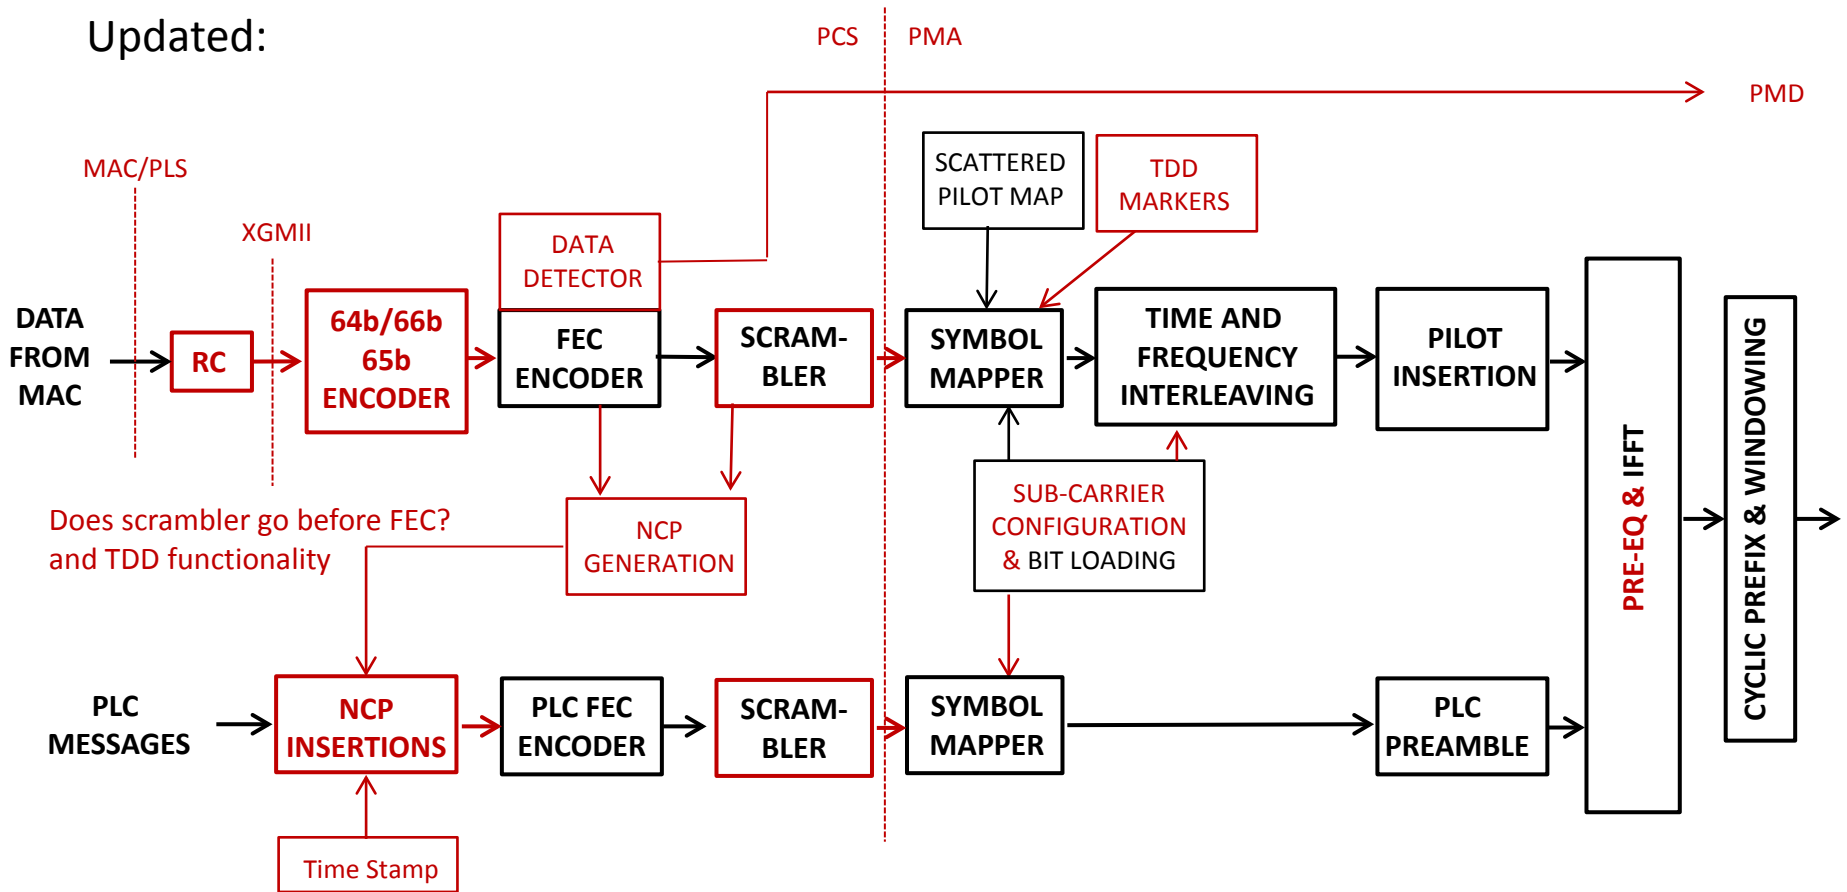 Updated:
PCS
PMA
PMD
MAC/PLS
XGMII
SCATTERED
PILOT MAP
TDD
MARKERS
DATA
DETECTOR
DATA
FROM
MAC
RC
64b/66b
65b
ENCODER
FEC
ENCODER
SCRAM-
BLER
SYMBOL
MAPPER
TIME AND
FREQUENCY
INTERLEAVING
PILOT
INSERTION
PRE-EQ & IFFT
CYCLIC PREFIX & WINDOWING
Does scrambler go before FEC?
and TDD functionality
NCP
GENERATION
SUB-CARRIER
CONFIGURATION
& BIT LOADING
PLC
MESSAGES
NCP
INSERTIONS
PLC FEC
ENCODER
SCRAM-
BLER
SYMBOL
MAPPER
PLC
PREAMBLE
Time Stamp